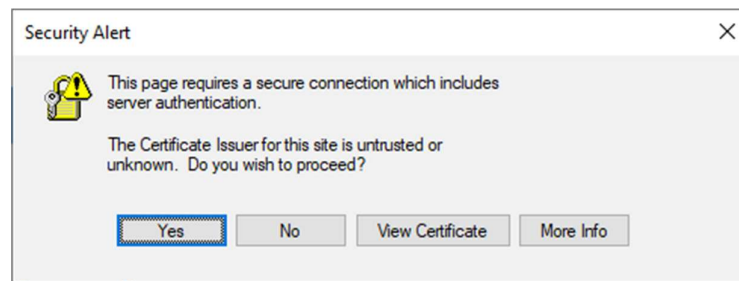 Security Alert
This page requires a secure connection which includes
server authentication.
The Certificate Issuer for this site is untrusted or
unknown.  Do you wish to proceed?
Yes
No
View Certificate
More Info